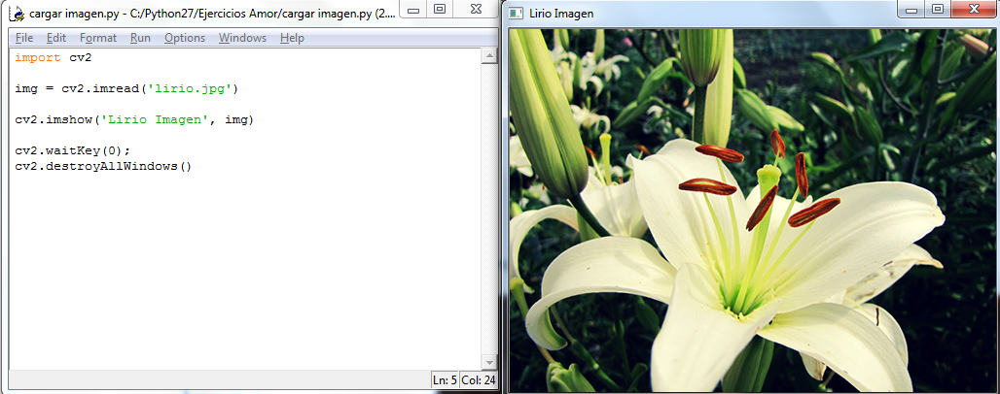 cargar imagen.py - C:/Python27/Ejercicios Amor/cargar imagen.py (2....
File Edit Format Run Options Windows Help
import cv2
img = cv2.imread('lirio.jpg')
cv2.imshow('Lirio Imagen', img)
cv2.waitKey(0);
cv2.destroyAllWindows()
Ln: 5 Col: 24
Lirio Imagen